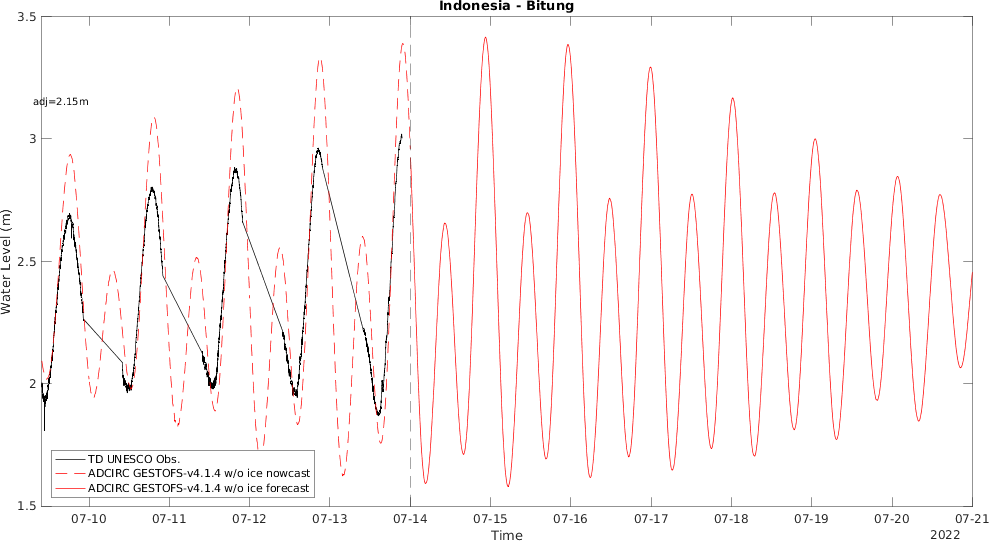 Indonesia - Bitung
3.5
adj=2.15m
3
2.5
2
1.5
Water Level (m)
TD UNESCO Obs.
ADCIRC GESTOFS-v4.1.4 w/o ice nowcast
ADCIRC GESTOFS-v4.1.4 w/o ice forecast
07-10 07-11 07-12 07-13 07-14 07-15 07-16 07-17 07-18 07-19 07-20 07-21
Time
2022